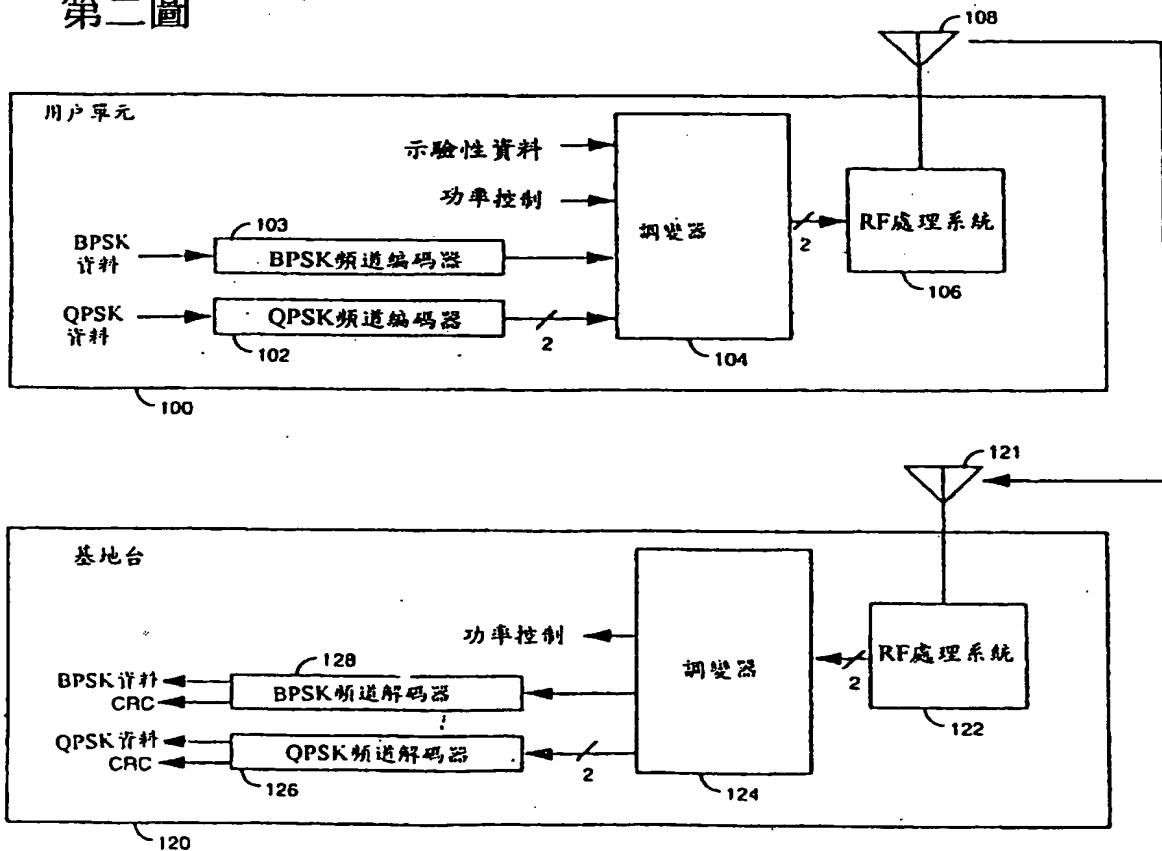 第二圖
108
用户單元
示驗性資料
功率控制
103
BPSK
資料
BPSK頻道編碼器
調變器
2
RF處理系統
106
QPSK
資料
QPSK頻道編碼器
2
102
104
100
121
基地台
功率控制
調變器
2
RF處理系統
122
128
BPSK資料
CRC
BPSK頻道解碼器
QPSK資料
CRC
QPSK頻道解碼器
2
126
124
120